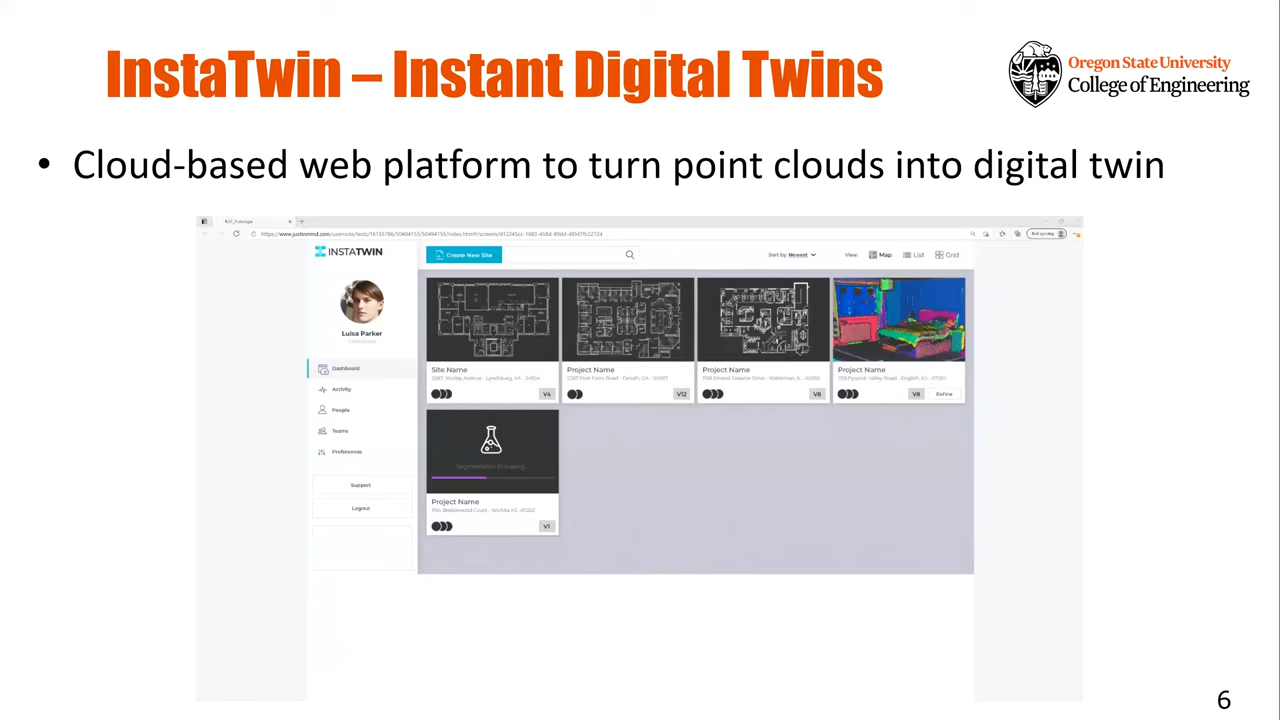 InstaTwin – Instant Digital Twins
Oregon State University
College of Engineering
• Cloud-based web platform to turn point clouds into digital twin
INSTATWIN
Create New Site
Sort by: Newest
View:
Map
List
Grid
Luisa Parker
Dashboard
Activity
People
Teams
Preferences
Support
Logout
Site Name
V4
Project Name
V12
Project Name
V8
Project Name
V8
Refine
Segmentation Processing...
Project Name
V1
6